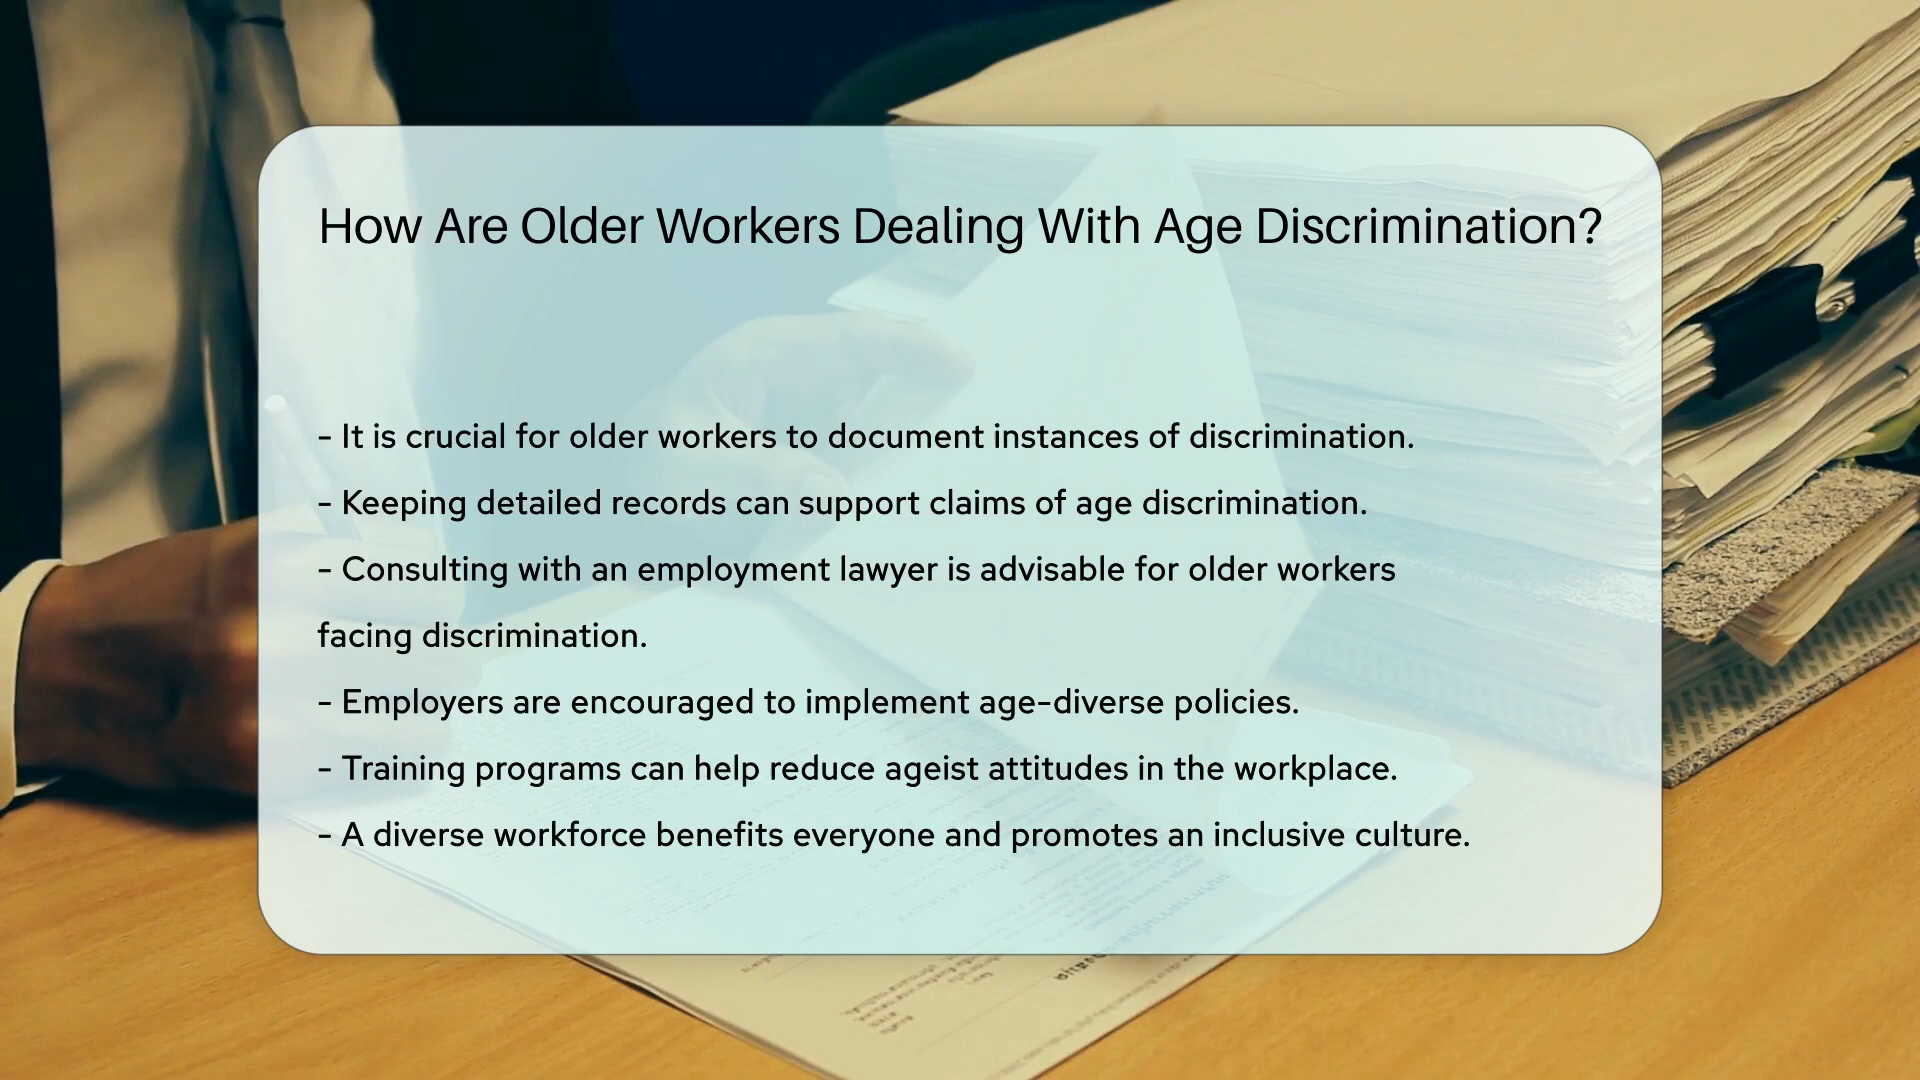 How Are Older Workers Dealing With Age Discrimination?
- It is crucial for older workers to document instances of discrimination.
- Keeping detailed records can support claims of age discrimination.
- Consulting with an employment lawyer is advisable for older workers
facing discrimination.
- Employers are encouraged to implement age-diverse policies.
- Training programs can help reduce ageist attitudes in the workplace.
- A diverse workforce benefits everyone and promotes an inclusive culture.